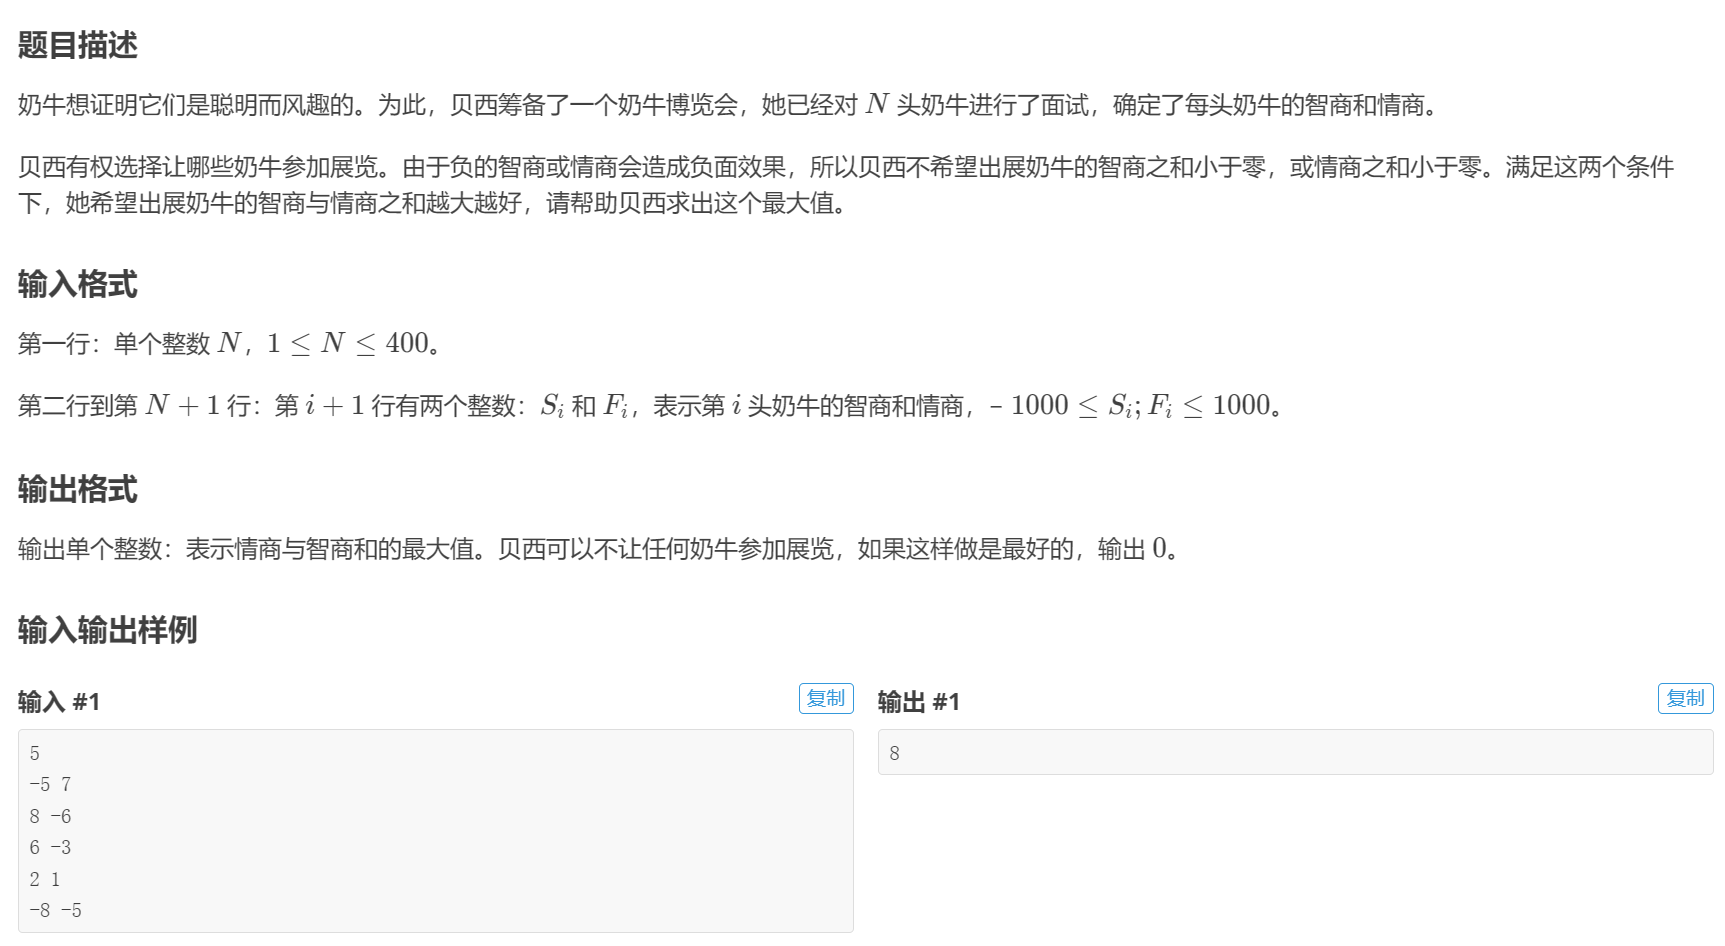 题目描述
奶牛想证明它们是聪明而风趣的。为此，贝西筹备了一个奶牛博览会，她已经对 N 头奶牛进行了面试，确定了每头奶牛的智商和情商。
贝西有权选择让哪些奶牛参加展览。由于负的智商或情商会造成负面效果，所以贝西不希望出展奶牛的智商之和小于零，或情商之和小于零。满足这两个条件
下，她希望出展奶牛的智商与情商之和越大越好，请帮助贝西求出这个最大值。
输入格式
第一行：单个整数 N，1 ≤ N ≤ 400。
第二行到第 N + 1 行：第 i + 1 行有两个整数：S_i 和 F_i，表示第 i 头奶牛的智商和情商，− 1000 ≤ S_i; F_i ≤ 1000。
输出格式
输出单个整数：表示情商与智商和的最大值。贝西可以不让任何奶牛参加展览，如果这样做是最好的，输出 0。
输入输出样例
输入 #1
复制
5
-5 7
8 -6
6 -3
2 1
-8 -5
输出 #1
复制
8